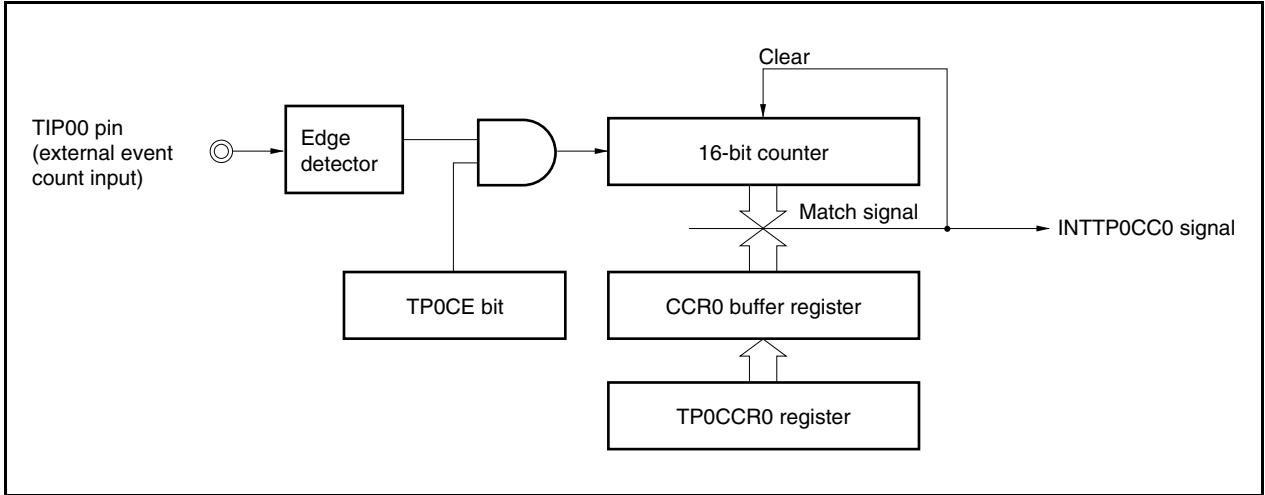 Clear
TIP00 pin
(external event
count input)
Edge
detector
16-bit counter
Match signal
INTTP0CC0 signal
TP0CE bit
CCR0 buffer register
TP0CCR0 register